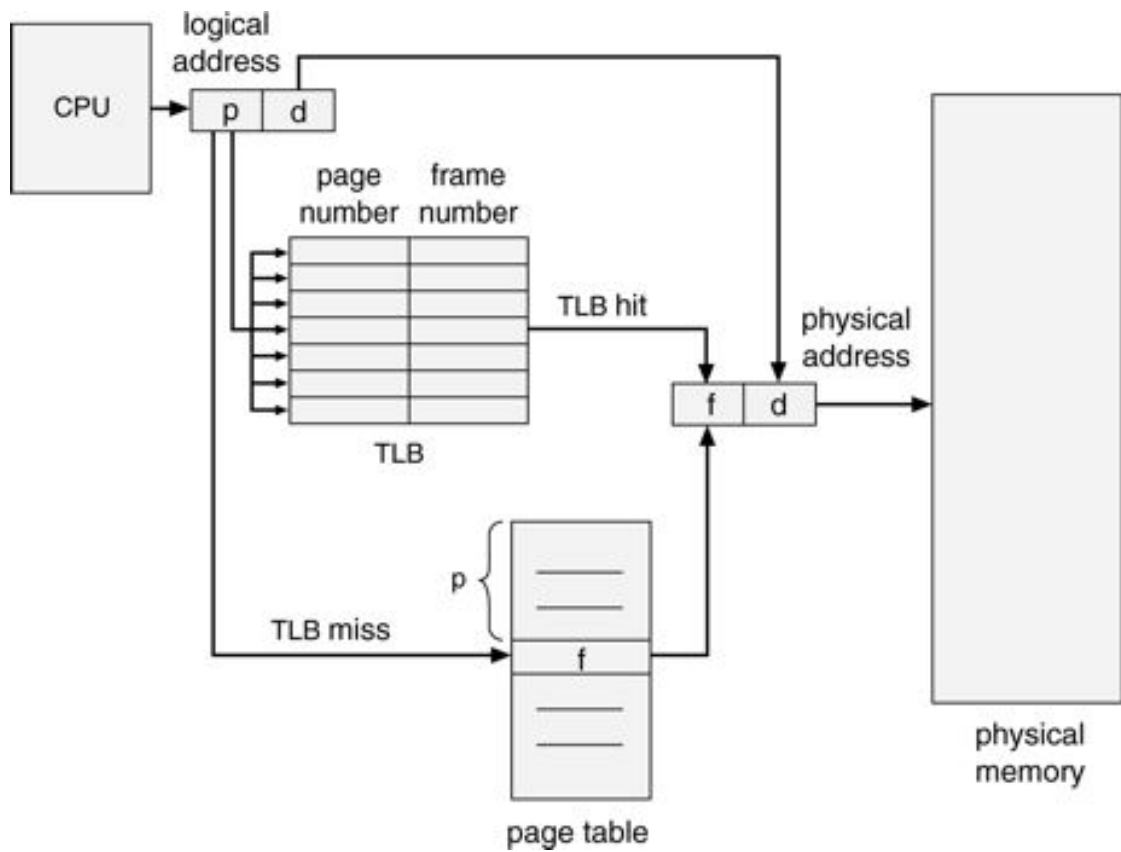 logical
address
CPU
p
d
page
number
frame
number
TLB hit
physical
address
f
d
TLB
p
TLB miss
f
physical
memory
page table